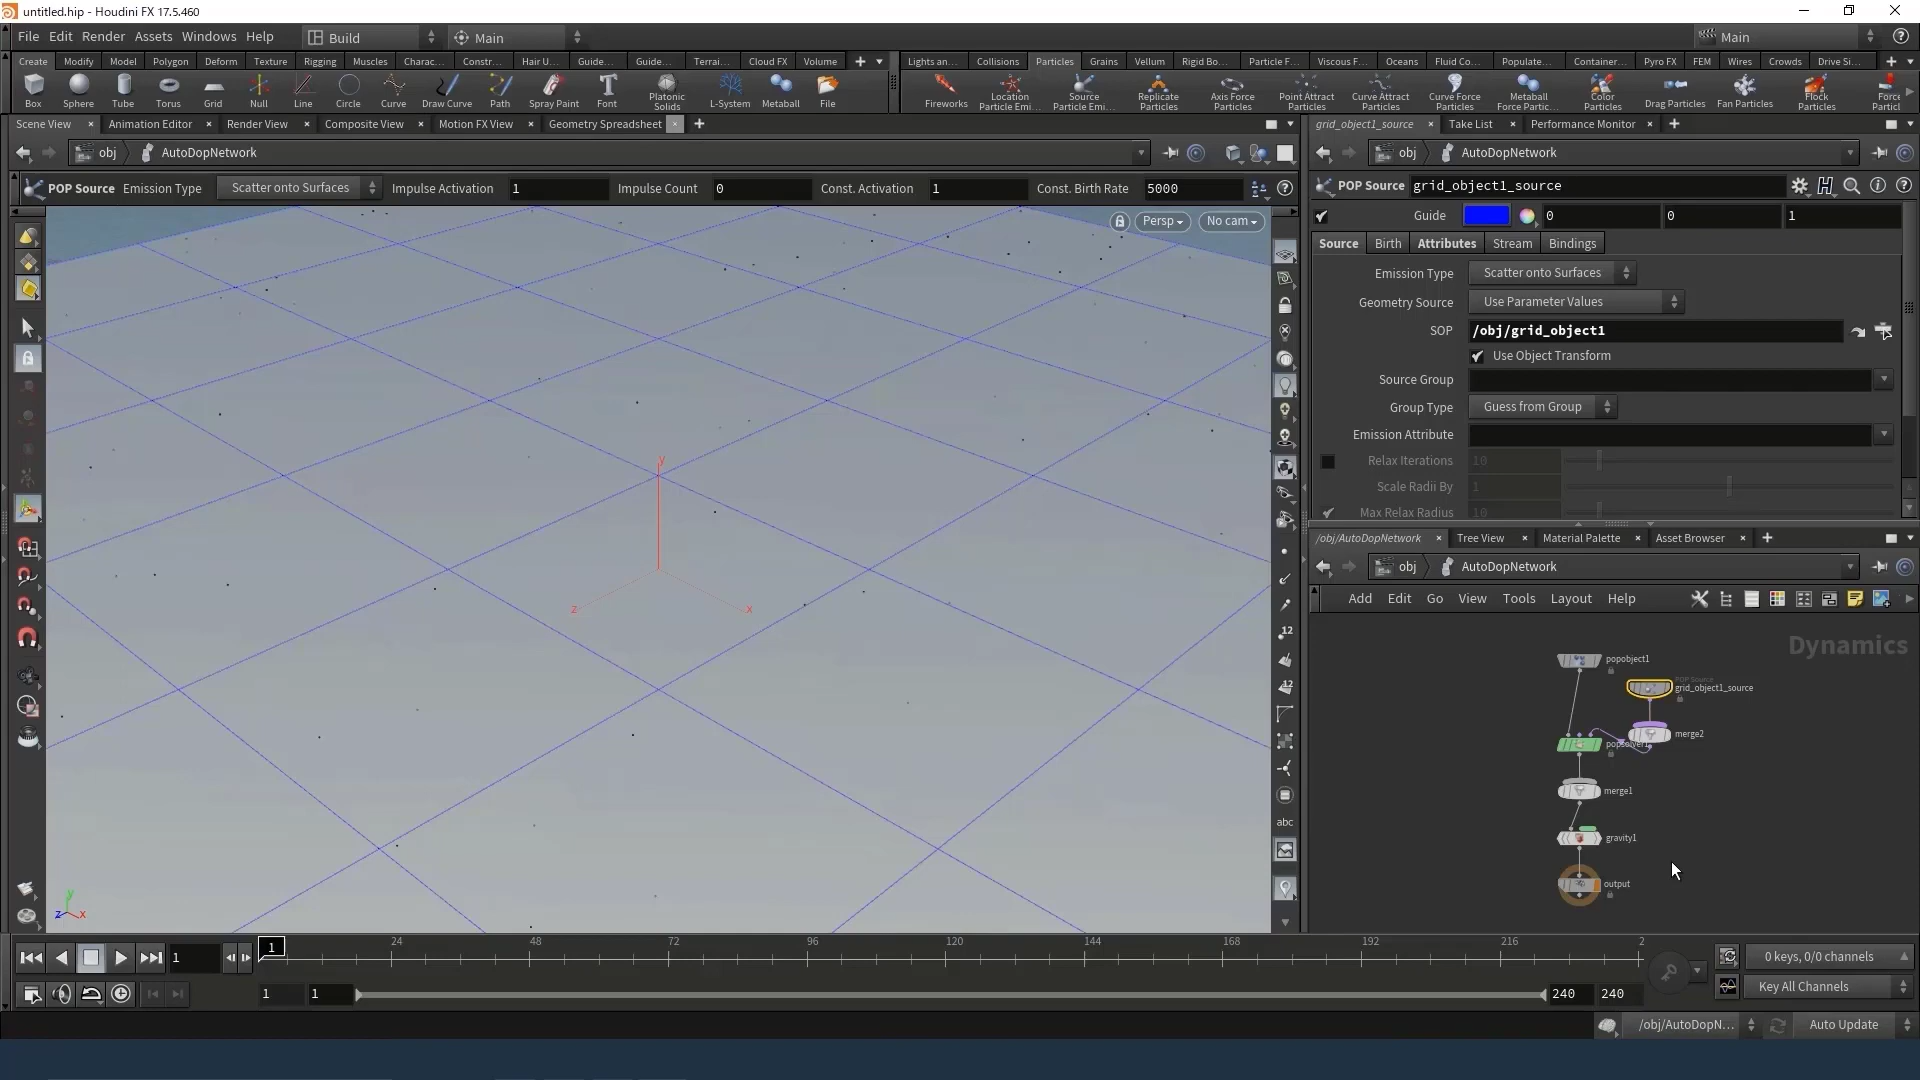 untitled.hip - Houdini FX 17.5.460
File Edit Render Assets Windows Help Build Main Main
Create Modify Model Polygon Deform Texture Rigging Muscles Charac... Constr... Hair U... Guide... Guide... Terrai... Cloud FX Volume
Lights an... Collisions Particles Grains Vellum Rigid Bo... Particle F... Viscous F... Oceans Fluid Co... Populate... Container... Pyro FX FEM Wires Crowds Drive Si...
Box Sphere Tube Torus Grid Null Line Circle Curve Draw Curve Path Spray Paint Font Platonic Solids L-System Metaball File
Fireworks Location Particle Emi... Source Particle Emi... Replicate Particles Axis Force Particles Point Attract Particles Curve Attract Particles Curve Force Particles Metaball Force Partic... Color Particles Drag Particles Fan Particles Flock Particles Force Particl
Scene View Animation Editor Render View Composite View Motion FX View Geometry Spreadsheet
grid_object1_source Take List Performance Monitor
obj AutoDopNetwork
obj AutoDopNetwork
POP Source Emission Type Scatter onto Surfaces Impulse Activation 1 Impulse Count 0 Const. Activation 1 Const. Birth Rate 5000
POP Source grid_object1_source
Persp No cam
Guide 0 0 1
Source Birth Attributes Stream Bindings
Emission Type Scatter onto Surfaces
Geometry Source Use Parameter Values
SOP /obj/grid_object1
Use Object Transform
Source Group
Group Type Guess from Group
Emission Attribute
Relax Iterations 10
Scale Radii By 1
Max Relax Radius 10
y
z x
12
12
abc
y
z x
/obj/AutoDopNetwork Tree View Material Palette Asset Browser
obj AutoDopNetwork
Add Edit Go View Tools Layout Help
Dynamics
popobject1
POP Source
grid_object1_source
merge2
popsolver1
merge1
gravity1
output
1 1 24 48 72 96 120 144 168 192 216 2
0 keys, 0/0 channels
1 1 240 240
Key All Channels
/obj/AutoDopN... Auto Update